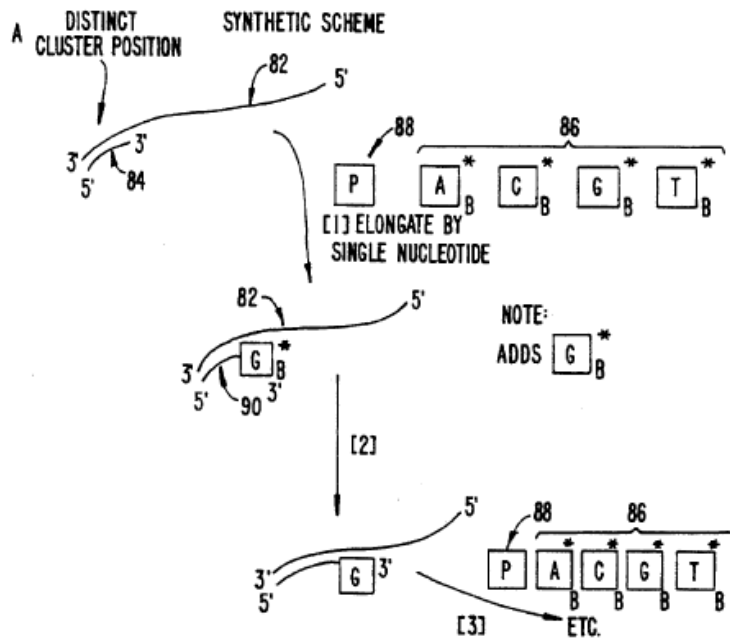 A
DISTINCT
CLUSTER POSITION
SYNTHETIC SCHEME
82
5'
3'
3'
5'
84
88
86
P
A * B
C * B
G * B
T * B
[1] ELONGATE BY
SINGLE NUCLEOTIDE
82
5'
G * B
3'
3'
5'
90
NOTE:
ADDS G * B
[2]
5'
3'
5'
G 3'
88
86
P
A * B
C * B
G * B
T * B
[3]
ETC.